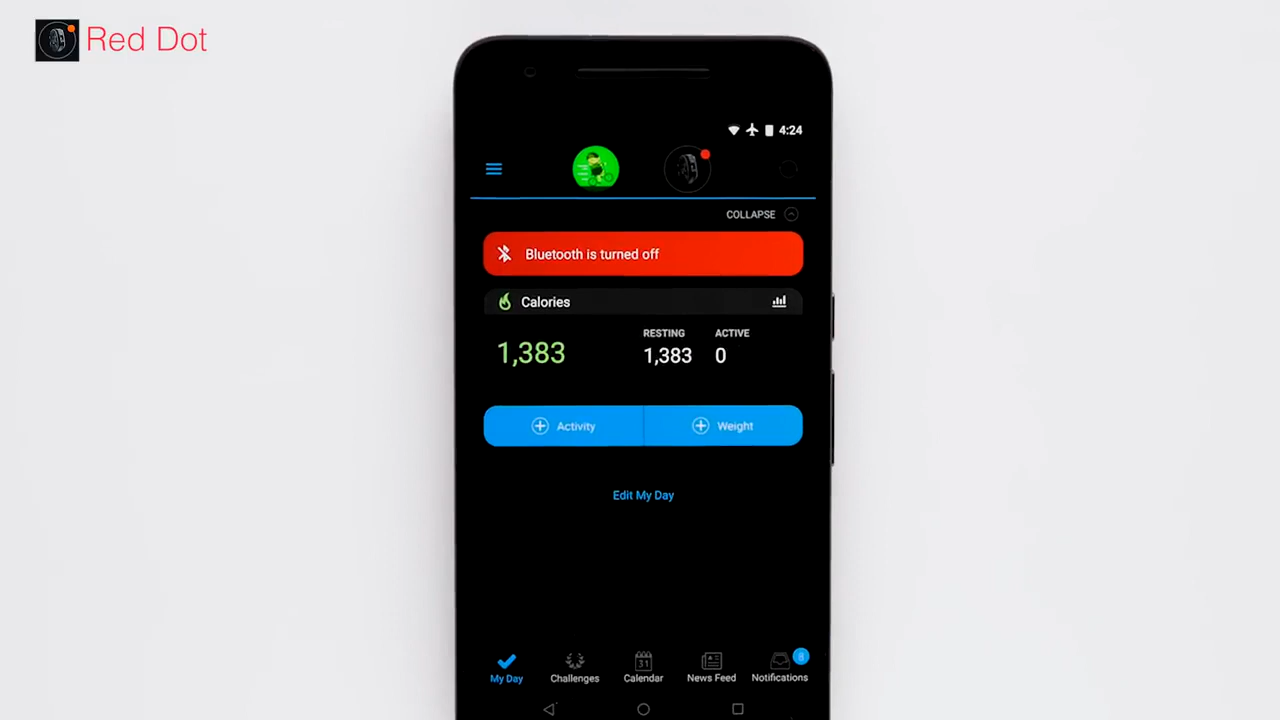 Red Dot
4:24
COLLAPSE
Bluetooth is turned off
Calories
RESTING ACTIVE
1,383 1,383 0
Activity Weight
Edit My Day
31
My Day Challenges Calendar News Feed Notifications